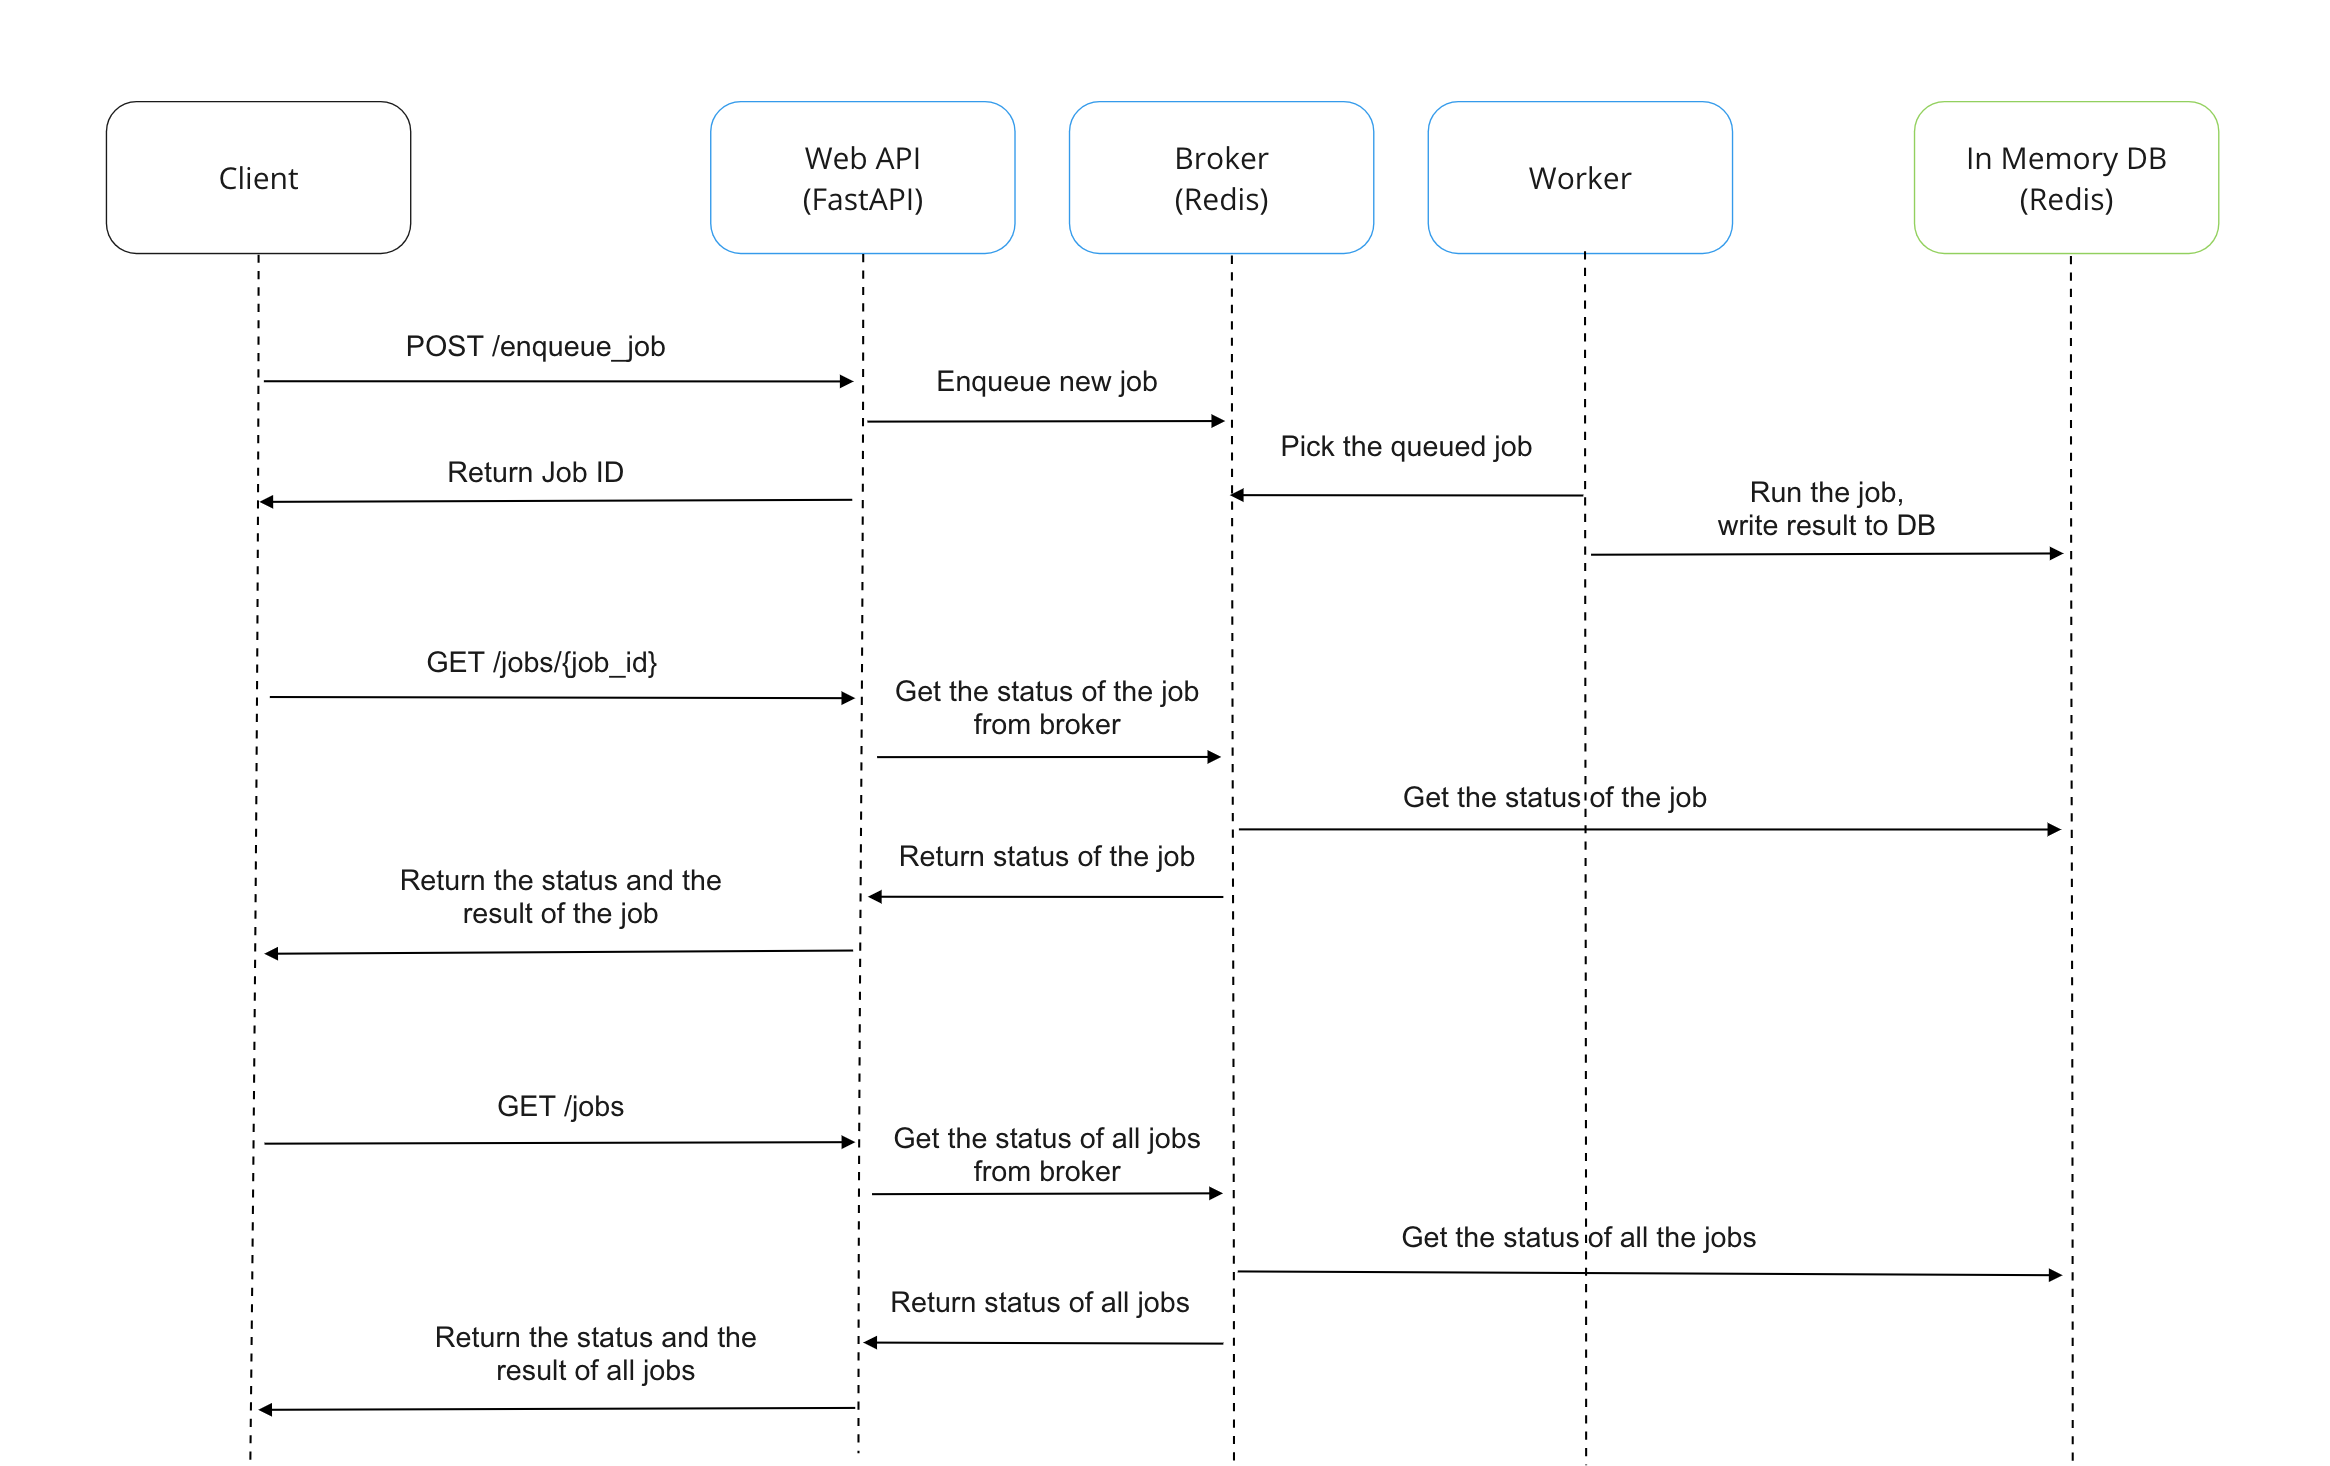 Client
Web API
(FastAPI)
Broker
(Redis)
Worker
In Memory DB
(Redis)
POST /enqueue_job
Enqueue new job
Pick the queued job
Return Job ID
Run the job,
write result to DB
GET /jobs/{job_id}
Get the status of the job
from broker
Get the status of the job
Return status of the job
Return the status and the
result of the job
GET /jobs
Get the status of all jobs
from broker
Get the status of all the jobs
Return status of all jobs
Return the status and the
result of all jobs